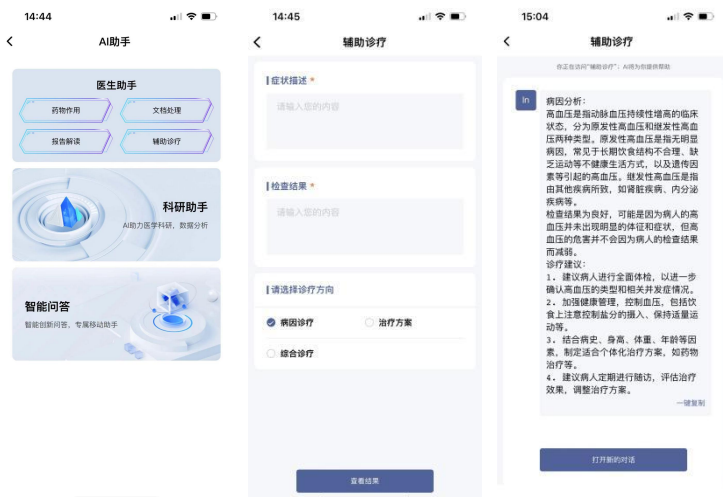 14:44
AI助手
医生助手
药物作用
文档处理
报告解读
辅助诊疗
科研助手
AI助力医学科研，数据分析
智能问答
智能创新问答，专属移动助手
14:45
辅助诊疗
症状描述 *
请输入您的内容
检查结果 *
请输入您的内容
请选择诊疗方向
病因诊疗
治疗方案
综合诊疗
查看结果
15:04
辅助诊疗
你正在访问“辅助诊疗”：AI将为您提供帮助
In
病因分析：
高血压是指动脉血压持续性增高的临床
状态，分为原发性高血压和继发性高血
压两种类型。原发性高血压是指无明显
病因，常见于长期饮食结构不合理、缺
乏运动等不健康生活方式，以及遗传因
素等引起的高血压。继发性高血压是指
由其他疾病所致，如肾脏疾病、内分泌
疾病等。
检查结果为良好，可能是因为病人的高
血压并未出现明显的体征和症状，但高
血压的危害并不会因为病人的检查结果
而减弱。
诊疗建议：
1. 建议病人进行全面体检，以进一步
确认高血压的类型和相关并发症情况。
2. 加强健康管理，控制血压，包括饮
食上注意控制盐分的摄入、保持适量运
动等。
3. 结合病史、身高、体重、年龄等因
素，制定适合个体化治疗方案，如药物
治疗等。
4. 建议病人定期进行随访，评估治疗
效果，调整治疗方案。
一键复制
打开新的对话